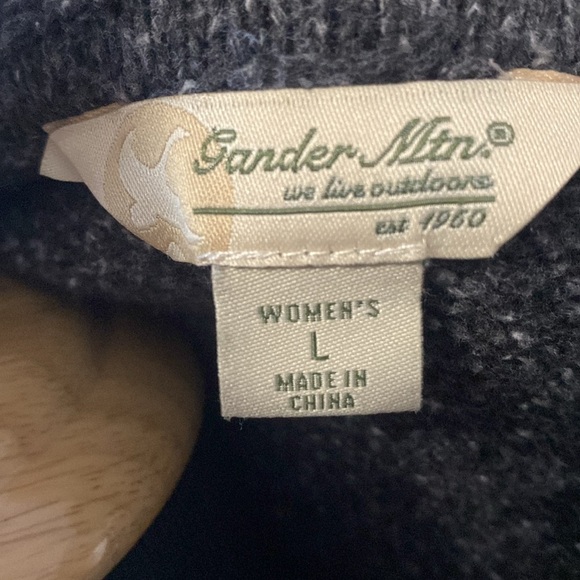 Gander Mtn.®
we live outdoors
est 1960
WOMEN'S
L
MADE IN
CHINA